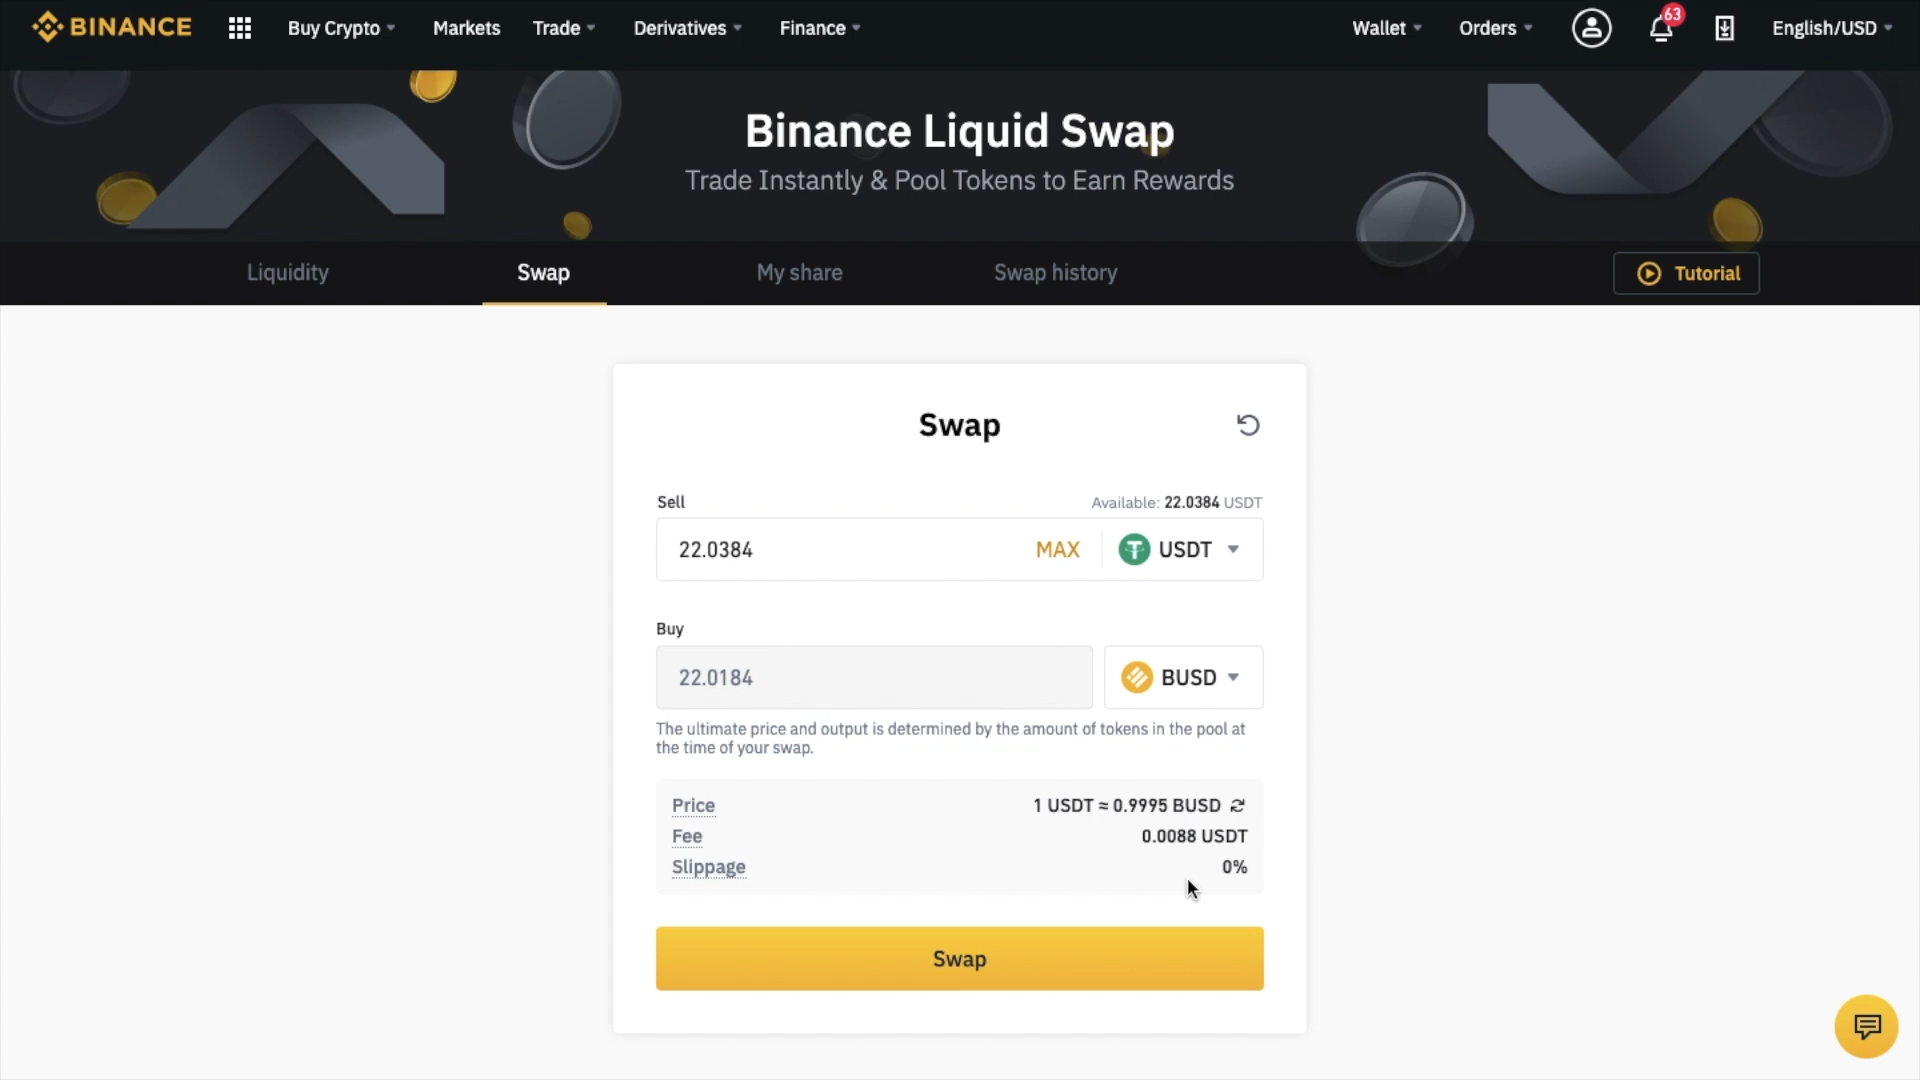 BINANCE
Buy Crypto
Markets
Trade
Derivatives
Finance
Wallet
Orders
63
English/USD
Binance Liquid Swap
Trade Instantly & Pool Tokens to Earn Rewards
Liquidity
Swap
My share
Swap history
Tutorial
Swap
Sell
Available: 22.0384 USDT
22.0384
MAX
USDT
Buy
22.0184
BUSD
The ultimate price and output is determined by the amount of tokens in the pool at
the time of your swap.
Price
1 USDT ≈ 0.9995 BUSD
Fee
0.0088 USDT
Slippage
0%
Swap